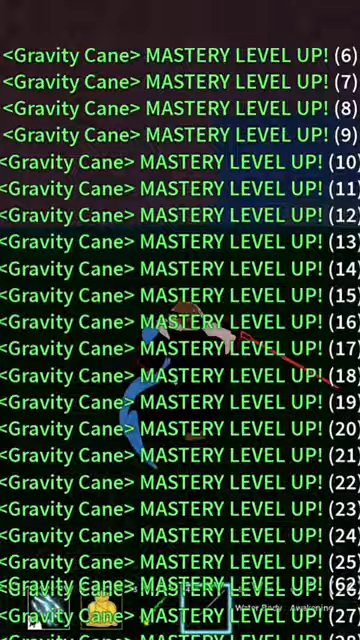 <Gravity Cane> MASTERY LEVEL UP! (6)
<Gravity Cane> MASTERY LEVEL UP! (7)
<Gravity Cane> MASTERY LEVEL UP! (8)
<Gravity Cane> MASTERY LEVEL UP! (9)
<Gravity Cane> MASTERY LEVEL UP! (10
<Gravity Cane> MASTERY LEVEL UP! (11
<Gravity Cane> MASTERY LEVEL UP! (12
<Gravity Cane> MASTERY LEVEL UP! (13
<Gravity Cane> MASTERY LEVEL UP! (14
<Gravity Cane> MASTERY LEVEL UP! (15
<Gravity Cane> MASTERY LEVEL UP! (16
<Gravity Cane> MASTERY LEVEL UP! (17
<Gravity Cane> MASTERY LEVEL UP! (18
<Gravity Cane> MASTERY LEVEL UP! (19
<Gravity Cane> MASTERY LEVEL UP! (20
<Gravity Cane> MASTERY LEVEL UP! (21
<Gravity Cane> MASTERY LEVEL UP! (22
<Gravity Cane> MASTERY LEVEL UP! (23
<Gravity Cane> MASTERY LEVEL UP! (24
<Gravity Cane> MASTERY LEVEL UP! (25
<Gravity Cane> MASTERY LEVEL UP! (62
Water Body Awakening
<Gravity Cane> MASTERY LEVEL UP! (27